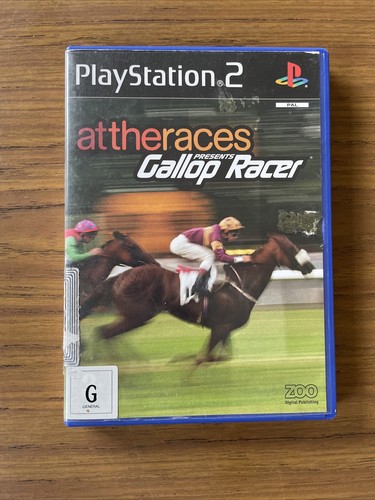 PlayStation®2
PAL
attheraces
PRESENTS
Gallop Racer
G
GENERAL
ZOO
Digital Publishing